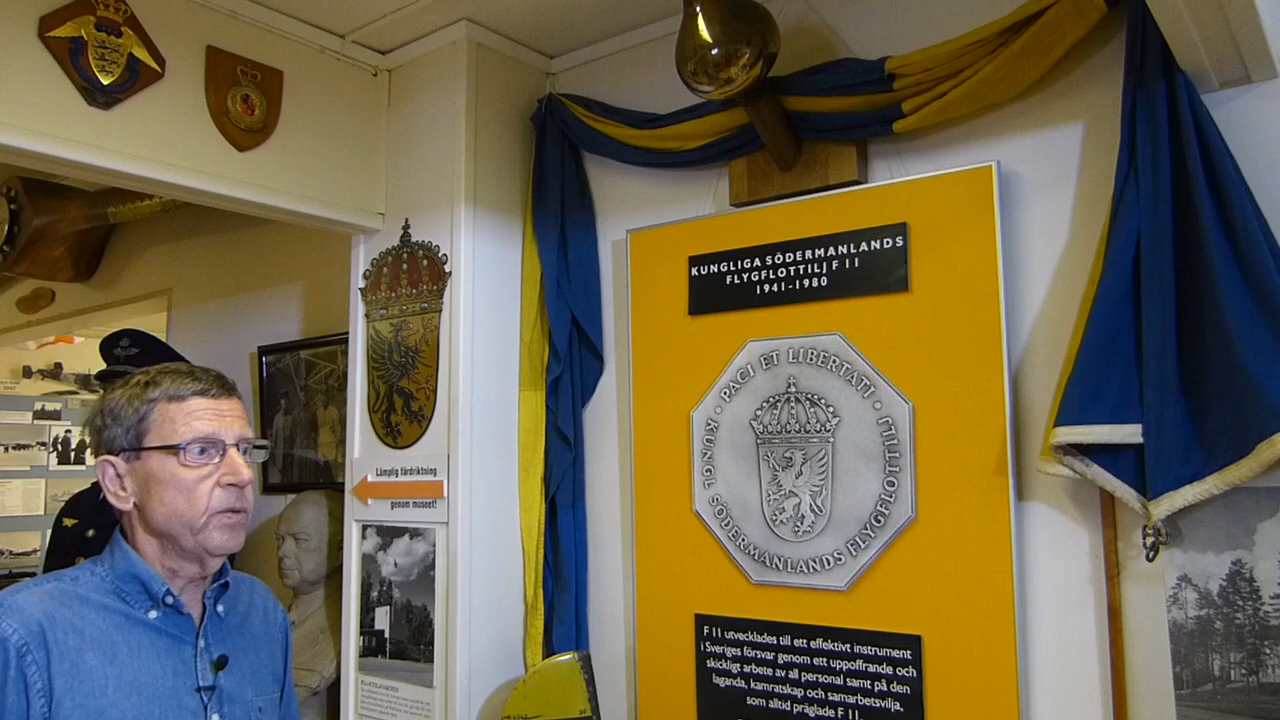 KUNGLIGA SÖDERMANLANDS
FLYGFLOTTILJ F 11
1941-1980
PACI ET LIBERTATI
KUNGL SÖDERMANLANDS FLYGFLOTTILJ
Lämplig färdriktning
genom museet!
F 11 utvecklades till ett effektivt instrument
i Sveriges försvar genom ett uppoffrande och
skickligt arbete av all personal samt på den
laganda, kamratskap och samarbetsvilja,
som alltid präglade F 11.